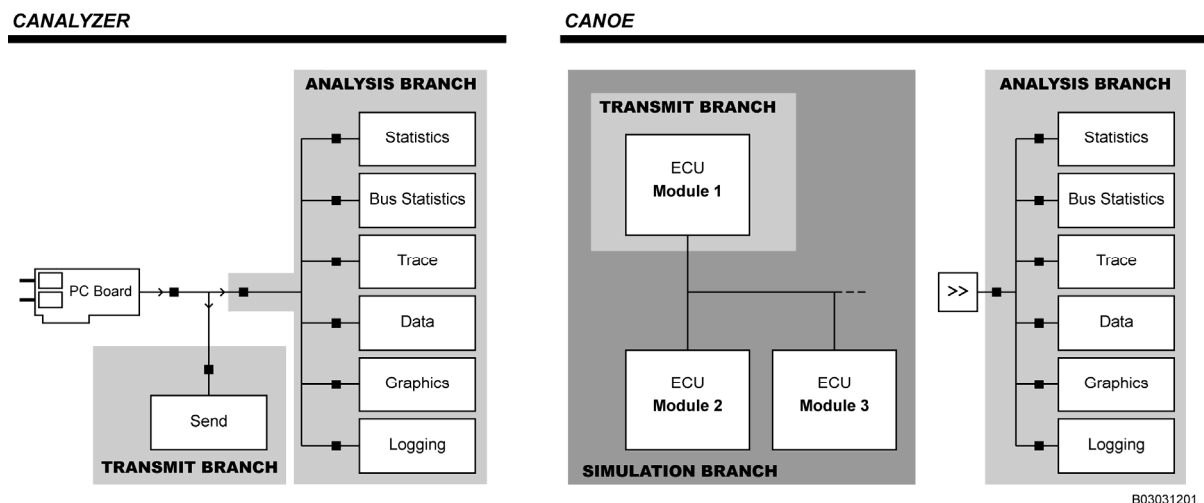 CANALYZER
ANALYSIS BRANCH
Statistics
Bus Statistics
Trace
PC Board
Data
Graphics
Send
Logging
TRANSMIT BRANCH
CANOE
TRANSMIT BRANCH
ECU
Module 1
ECU
Module 2
ECU
Module 3
SIMULATION BRANCH
>>
ANALYSIS BRANCH
Statistics
Bus Statistics
Trace
Data
Graphics
Logging
B03031201